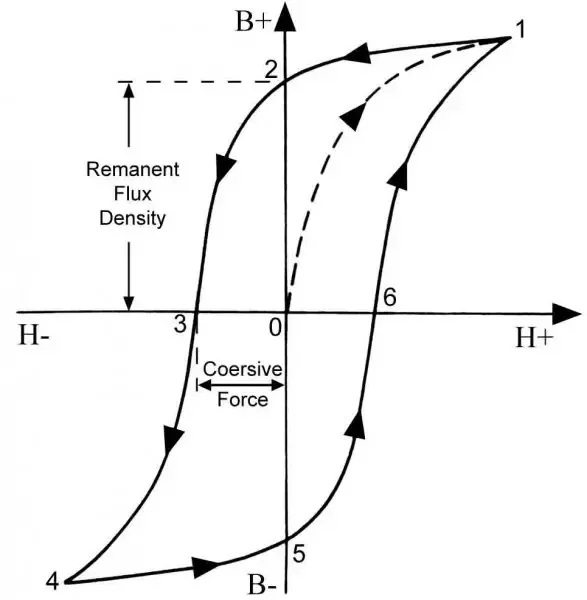 B+
1
2
Remanent
Flux
Density
3
0
6
H-
H+
Coersive
Force
4
5
B-